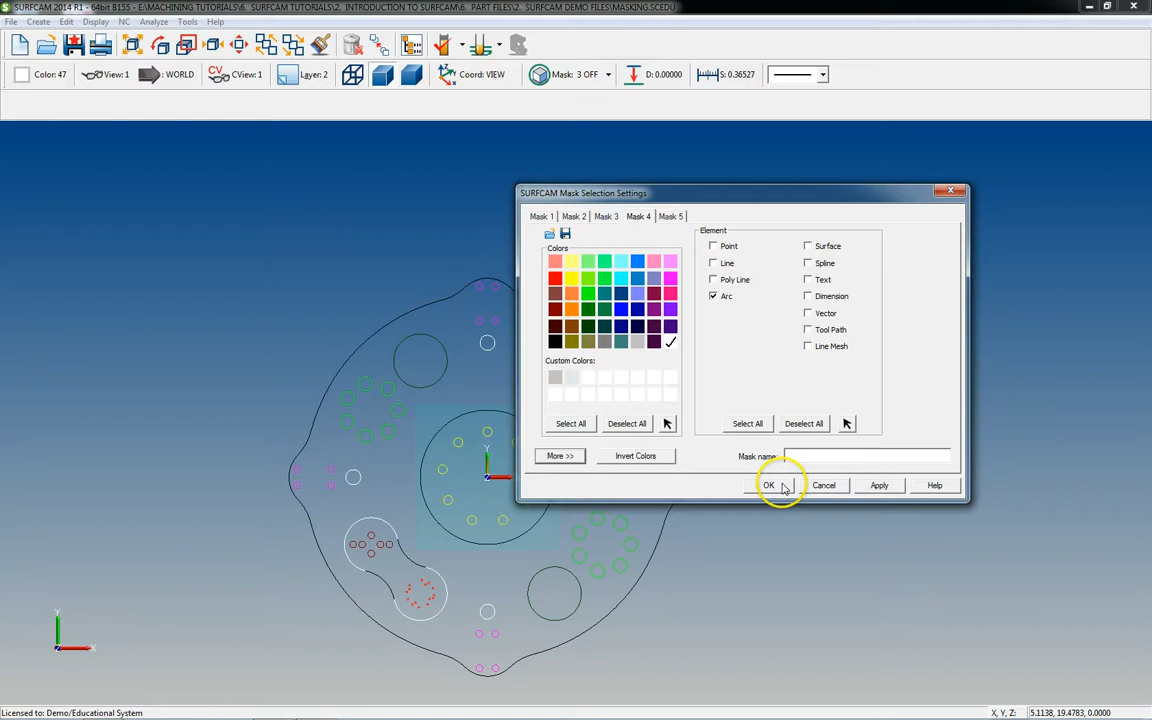 SURFCAM 2014 R1 - 64bit B155 - E:\MACHINING TUTORIALS\6. SURFCAM TUTORIALS\2. INTRODUCTION TO SURFCAM\6. PART FILES\2. SURFCAM DEMO FILES\MASKING.SCEDU
File Create Edit Display NC Analyze Tools Help
Color: 47 View: 1 : WORLD CV CView: 1 Layer: 2 Coord: VIEW Mask: 3 OFF D: 0.00000 S: 0.36527
SURFCAM Mask Selection Settings
Mask 1 Mask 2 Mask 3 Mask 4 Mask 5
Colors
Element
Point
Surface
Line
Spline
Poly Line
Text
Arc
Dimension
Vector
Tool Path
Line Mesh
Custom Colors:
Select All Deselect All
Select All Deselect All
More >> Invert Colors
Mask name:
OK Cancel Apply Help
Y
Y
X
Licensed to: Demo/Educational System
X, Y, Z: 5.1138, 19.4783, 0.0000